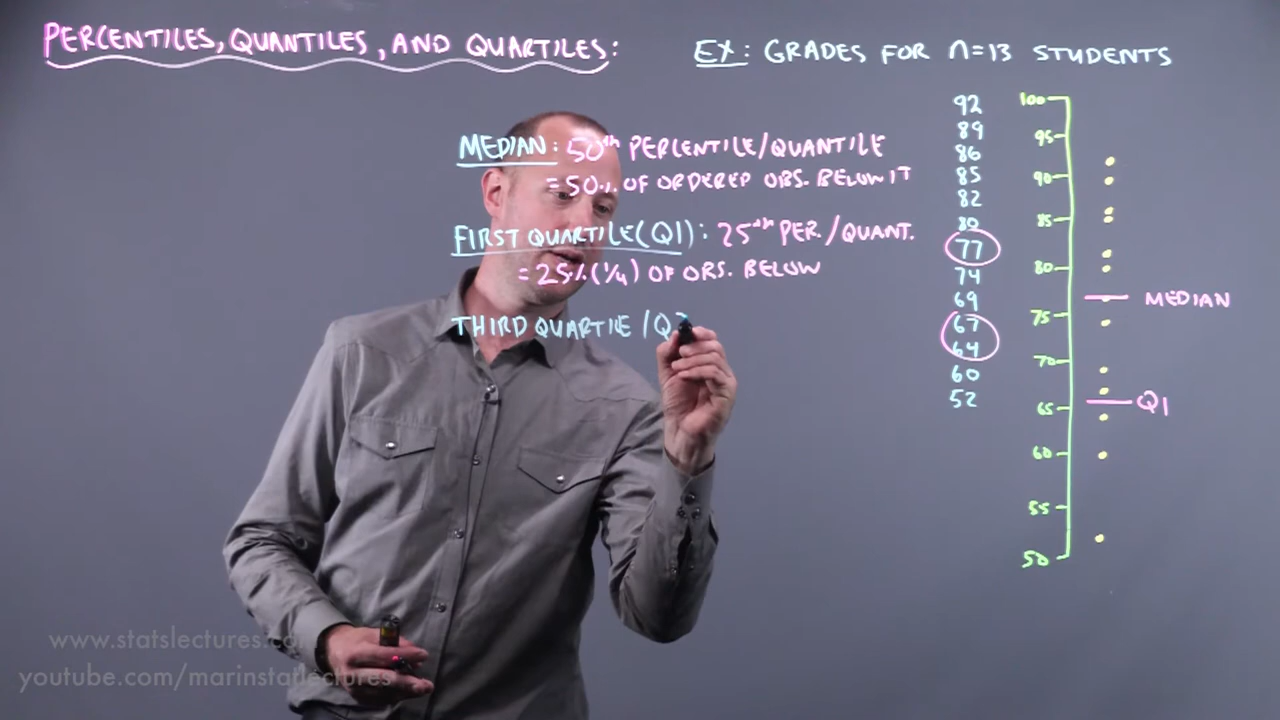 PERCENTILES, QUANTILES, AND QUARTILES:
EX: GRADES FOR n=13 STUDENTS
MEDIAN: 50th PERCENTILE/QUANTILE
= 50% OF ORDERED OBS. BELOW IT
FIRST QUARTILE(Q1): 25th PER./QUANT.
= 25% (1/4) OF OBS. BELOW
THIRD QUARTILE (Q
92
89
86
85
82
80
77
74
69
67
64
60
52
100
95
90
85
80
75
70
65
60
55
50
MEDIAN
Q1
www.statslectures.com
youtube.com/marinstatlectures